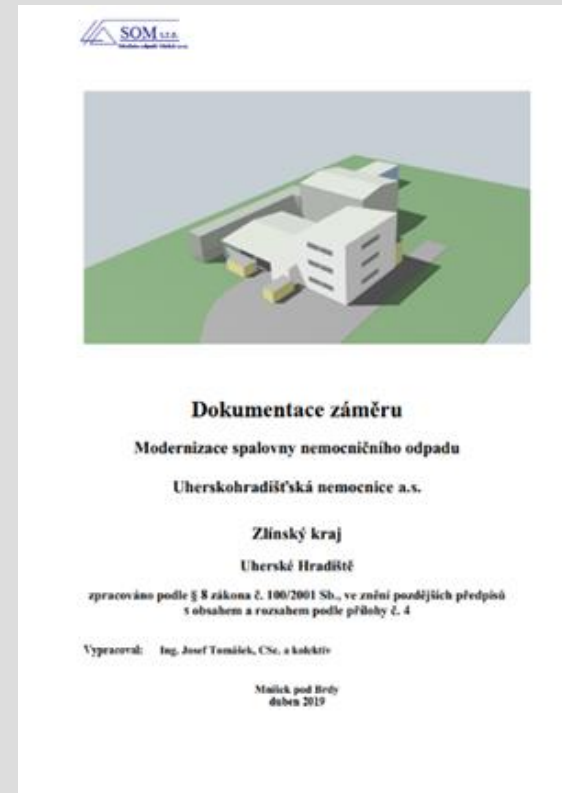 SOM s.r.o.
Dokumentace záměru
Modernizace spalovny nemocničního odpadu
Uherskohradišťská nemocnice a.s.
Zlínský kraj
Uherské Hradiště
zpracováno podle § 8 zákona č. 100/2001 Sb., ve znění pozdějších předpisů
s obsahem a rozsahem podle přílohy č. 4
Vypracoval: Ing. Josef Tomášek, CSc. a kolektiv
Mníšek pod Brdy
duben 2019